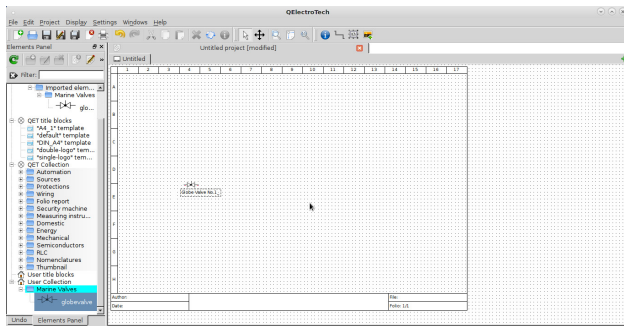 QElectroTech
File Edit Project Display Settings Windows Help
Elements Panel
Untitled project [modified]
Untitled
Filter:
1 2 3 4 5 6 7 8 9 10 11 12 13 14 15 16 17
A
B
C
D
E
F
G
H
Imported elem...
Marine Valves
glo...
QET title blocks
"A4_1" template
"default" template
"DIN_A4" template
"double-logo" tem...
"single-logo" tem...
QET Collection
Automation
Sources
Protections
Wiring
Folio report
Security machine
Measuring instru...
Domestic
Energy
Mechanical
Semiconductors
RLC
Nomenclatures
Thumbnail
User title blocks
User Collection
Marine Valves
globevalve
Globe Valve No.1
Author:
Date:
File:
Folio: 1/1
Undo
Elements Panel